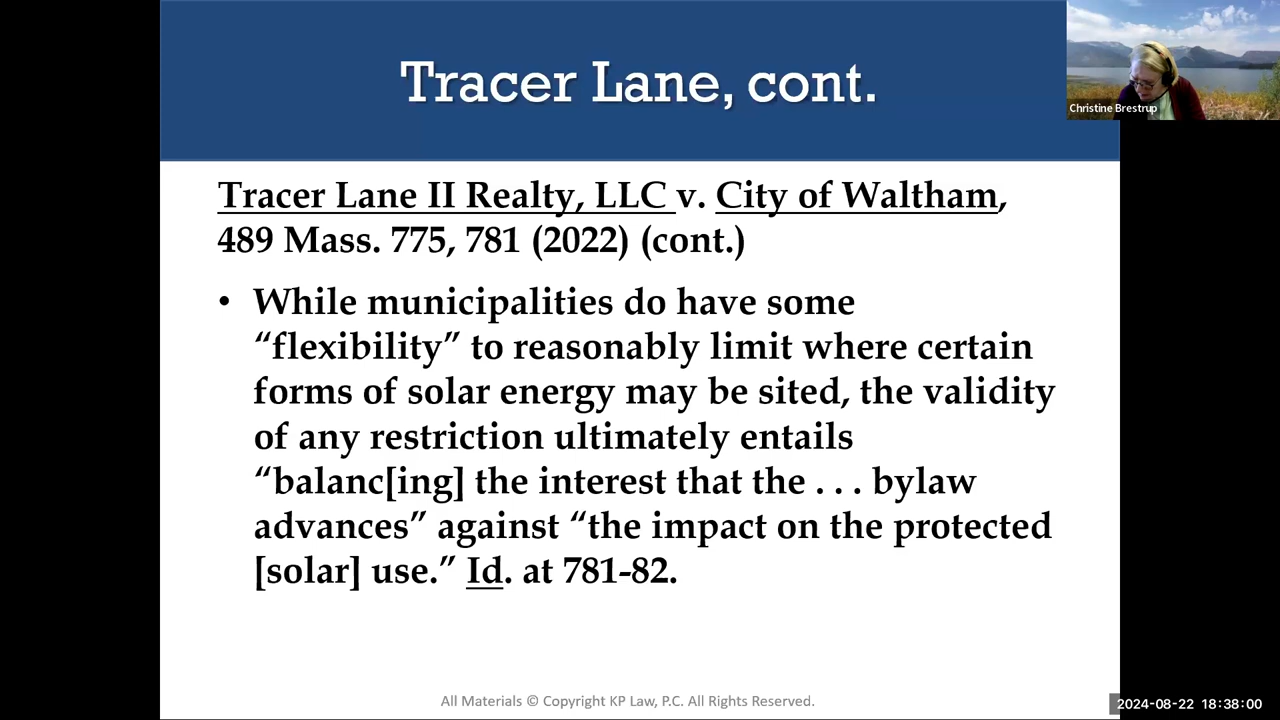 Tracer Lane, cont.
Christine Brestrup
Tracer Lane II Realty, LLC v. City of Waltham,
489 Mass. 775, 781 (2022) (cont.)
• While municipalities do have some
“flexibility” to reasonably limit where certain
forms of solar energy may be sited, the validity
of any restriction ultimately entails
“balanc[ing] the interest that the . . . bylaw
advances” against “the impact on the protected
[solar] use.” Id. at 781-82.
All Materials © Copyright KP Law, P.C. All Rights Reserved.
2024-08-22 18:38:00